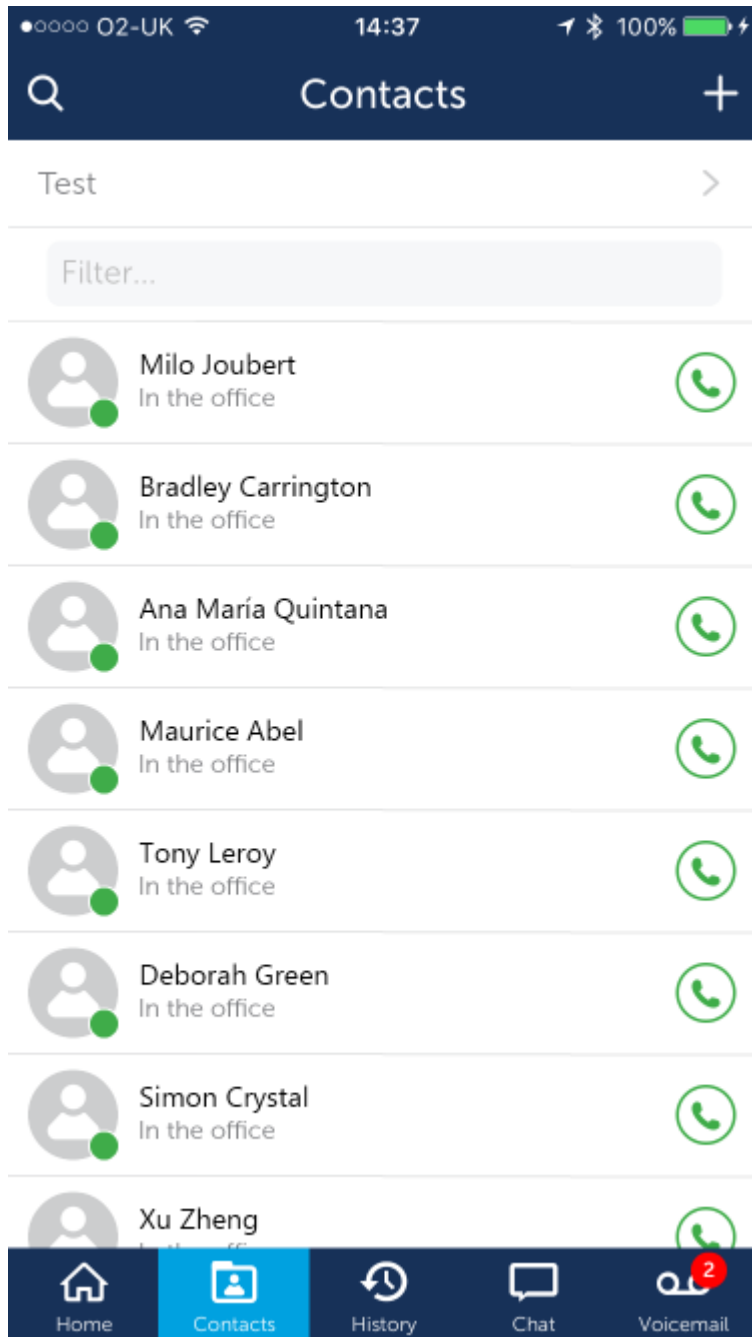 O2-UK 14:37 100%
Contacts
Test
Filter...
Milo Joubert
In the office
Bradley Carrington
In the office
Ana María Quintana
In the office
Maurice Abel
In the office
Tony Leroy
In the office
Deborah Green
In the office
Simon Crystal
In the office
Xu Zheng
2
Home Contacts History Chat Voicemail